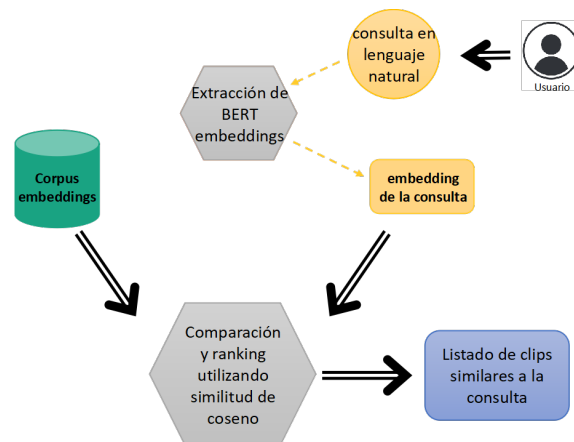 consulta en
lenguaje
natural
Usuario
Extracción de
BERT
embeddings
Corpus
embeddings
embedding
de la consulta
Comparación
y ranking
utilizando
similitud de
coseno
Listado de clips
similares a la
consulta